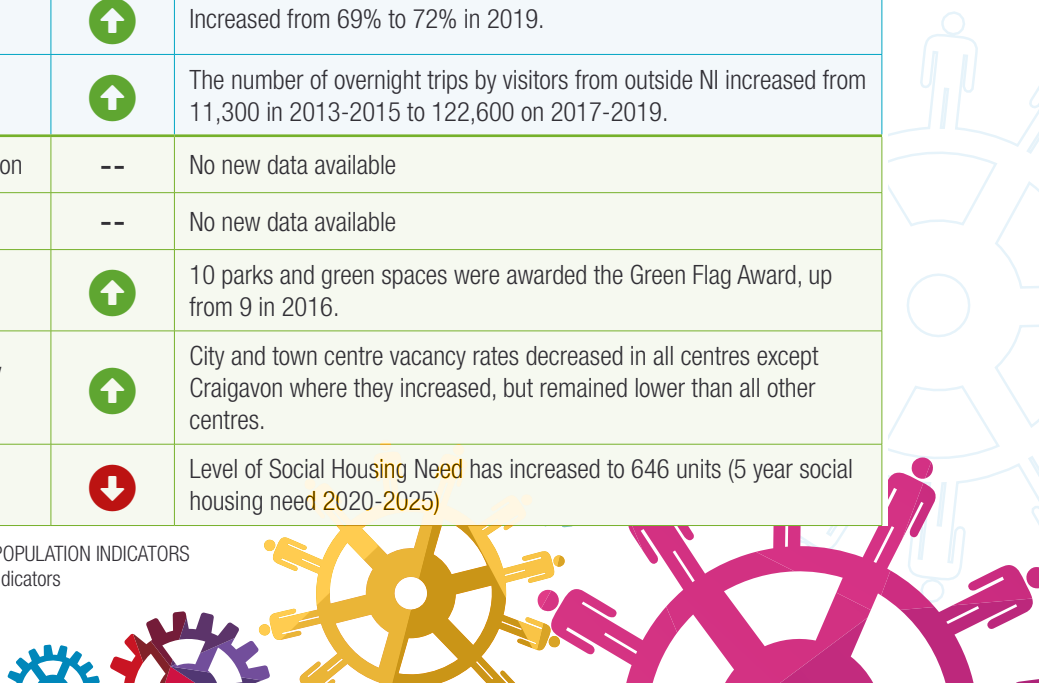 Increased from 69% to 72% in 2019.
The number of overnight trips by visitors from outside NI increased from
11,300 in 2013-2015 to 122,600 on 2017-2019.
on -- No new data available
-- No new data available
10 parks and green spaces were awarded the Green Flag Award, up
from 9 in 2016.
City and town centre vacancy rates decreased in all centres except
Craigavon where they increased, but remained lower than all other
centres.
Level of Social Housing Need has increased to 646 units (5 year social
housing need 2020-2025)
POPULATION INDICATORS
dicators